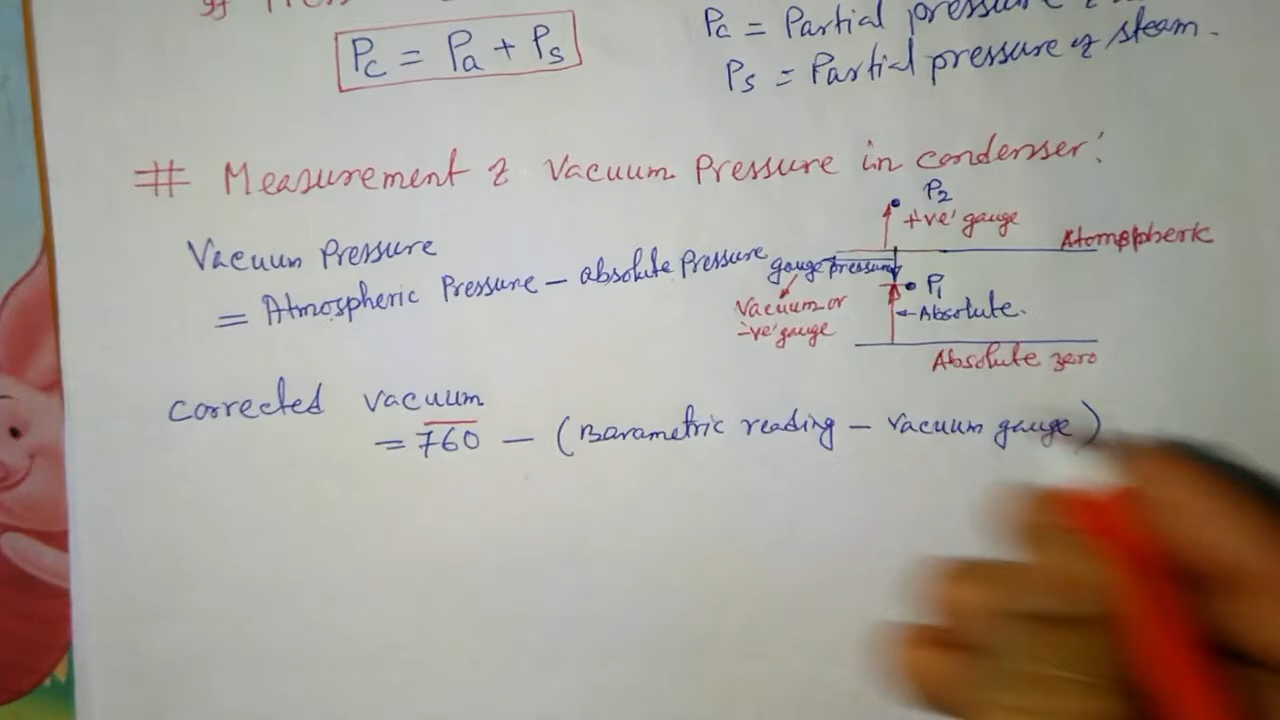 Pc = Pa + Ps
Pc = Partial pressure
Ps = Partial pressure of steam.
# Measurement of Vacuum Pressure in condenser:
Vacuum Pressure
= Atmospheric Pressure - absolute pressure
P2
+ve' gauge
Atomspheric
gauge pressure
P1
Vacuum or
-ve' gauge
Absolute.
Absolute zero
corrected vacuum
= 760 - (Barametric reading - vacuum gauge)